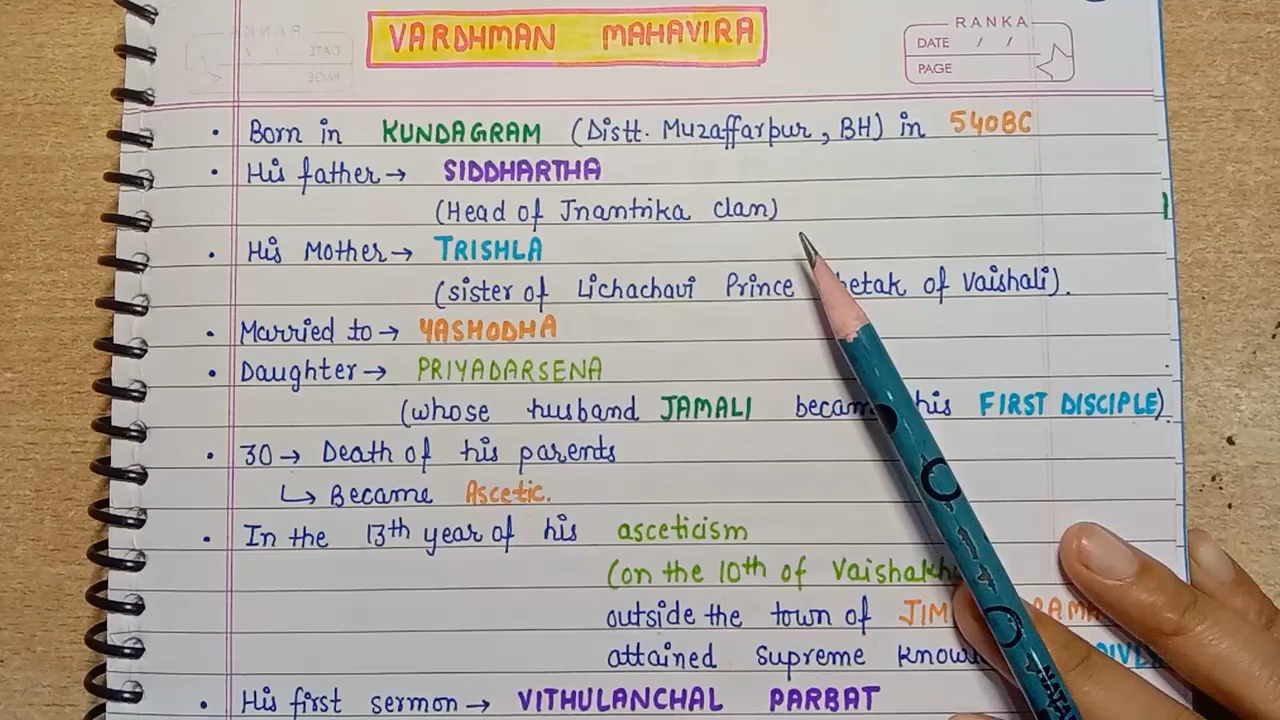 VARDHMAN MAHAVIRA
RANKA
DATE / /
PAGE
• Born in KUNDAGRAM (Distt. Muzaffarpur, BH) in 540BC
• His father → SIDDHARTHA
(Head of Jnantrika clan)
• His Mother → TRISHLA
(sister of Lichachavi Prince of Vaishali).
• Married to → YASHODHA
• Daughter → PRIYADARSENA
(whose husband JAMALI his FIRST DISCIPLE)
• 30 → Death of his parents
↳ Became Ascetic.
• In the 13th year of his asceticism
(on the 10th of
outside the town of
attained Supreme
• His first sermon → VITHULANCHAL PARBAT